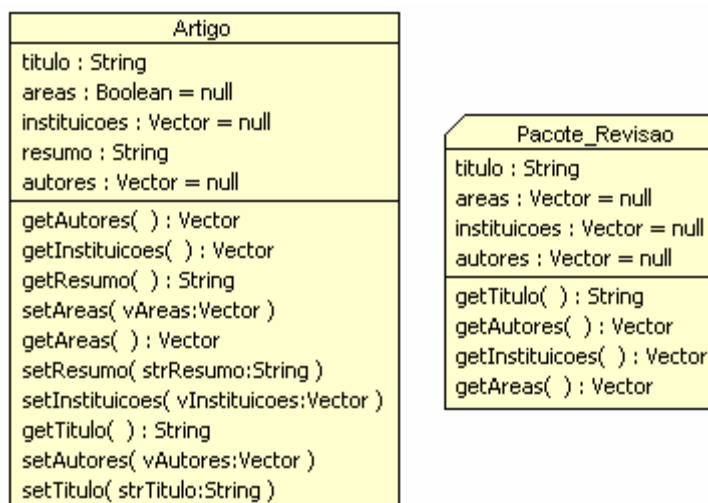 Artigo
titulo : String
areas : Boolean = null
instituicoes : Vector = null
resumo : String
autores : Vector = null
getAutores( ) : Vector
getInstituicoes( ) : Vector
getResumo( ) : String
setAreas( vAreas:Vector )
getAreas( ) : Vector
setResumo( strResumo:String )
setInstituicoes( vInstituicoes:Vector )
getTitulo( ) : String
setAutores( vAutores:Vector )
setTitulo( strTitulo:String )
Pacote_Revisao
titulo : String
areas : Vector = null
instituicoes : Vector = null
autores : Vector = null
getTitulo( ) : String
getAutores( ) : Vector
getInstituicoes( ) : Vector
getAreas( ) : Vector